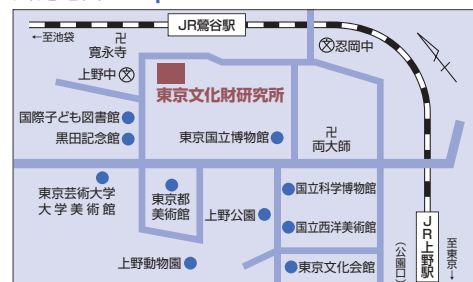 JR鶯谷駅
←至池袋
卍
寛永寺
文忍岡中
上野中文
東京文化財研究所
国際子ども図書館
黒田記念館
東京国立博物館
卍
両大師
東京芸術大学
大学美術館
東京都
美術館
上野公園
国立科学博物館
国立西洋美術館
上野動物園
東京文化会館
JR上野駅
(公園口)
至東京→